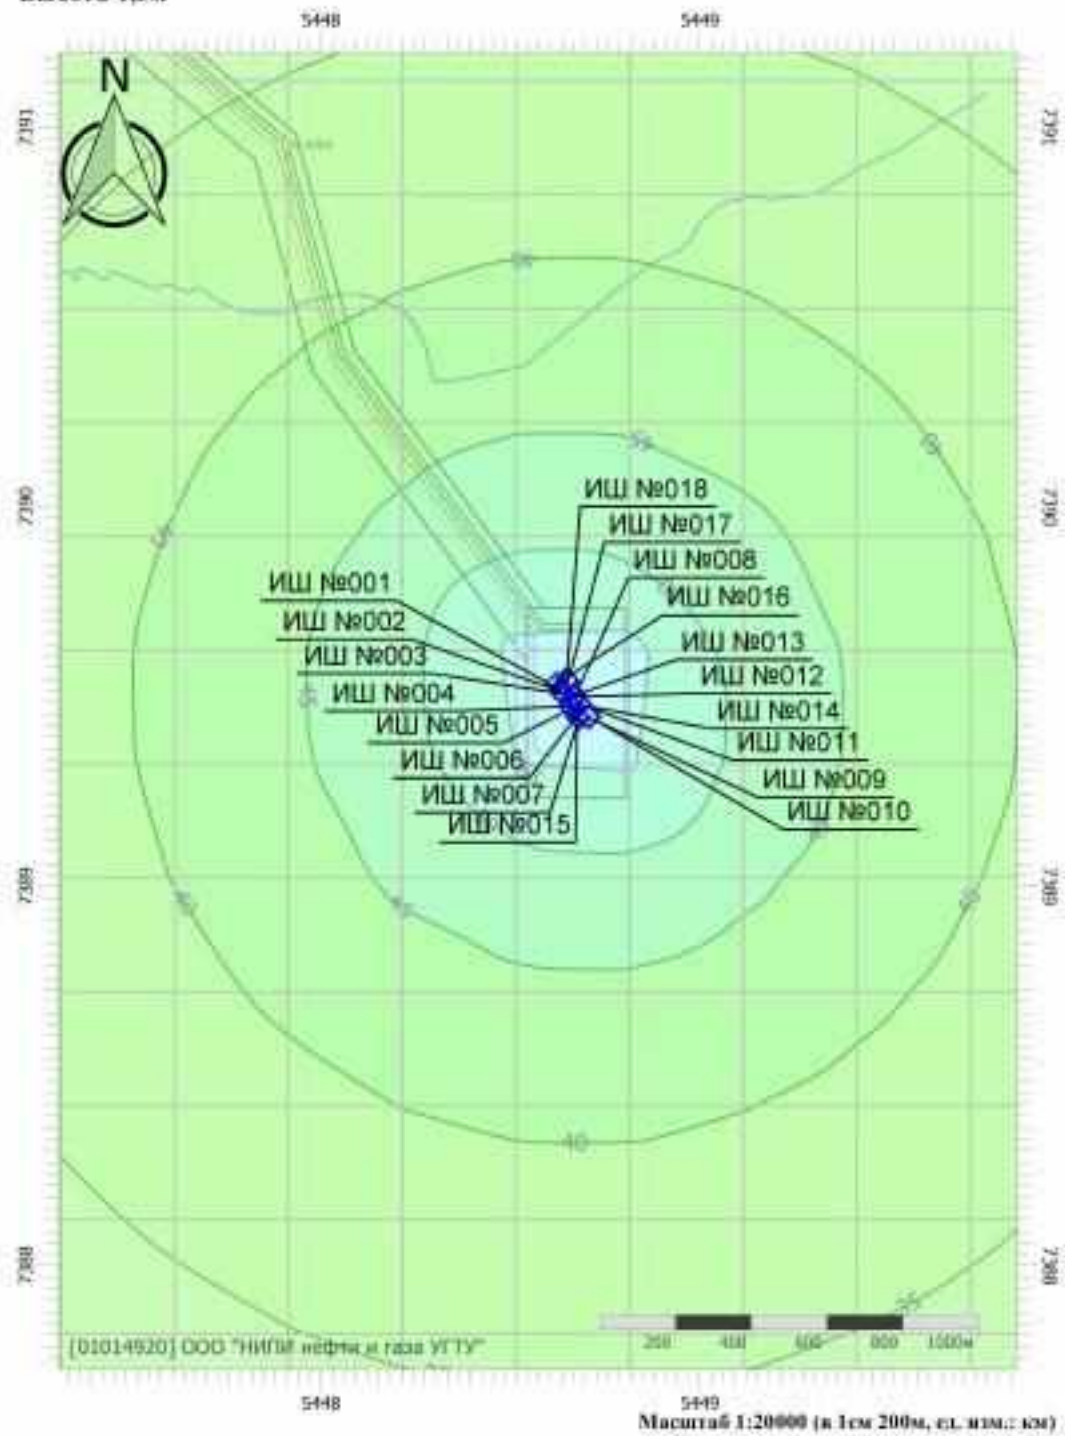 5448 5449
N
7391 7391
ИШ №018
ИШ №017
7390 7390
ИШ №008
ИШ №001
ИШ №016
ИШ №002
ИШ №013
ИШ №003
ИШ №012
ИШ №004
ИШ №014
ИШ №005
ИШ №011
ИШ №006
ИШ №009
ИШ №007
ИШ №010
ИШ №015
7389 7389
40
7388 7388
35
200 400 600 800 1000м
[01014920] ООО "НИПИ нефти и газа УГТУ"
5448 5449
Масштаб 1:20000 (в 1см 200м, ед. изм.: км)